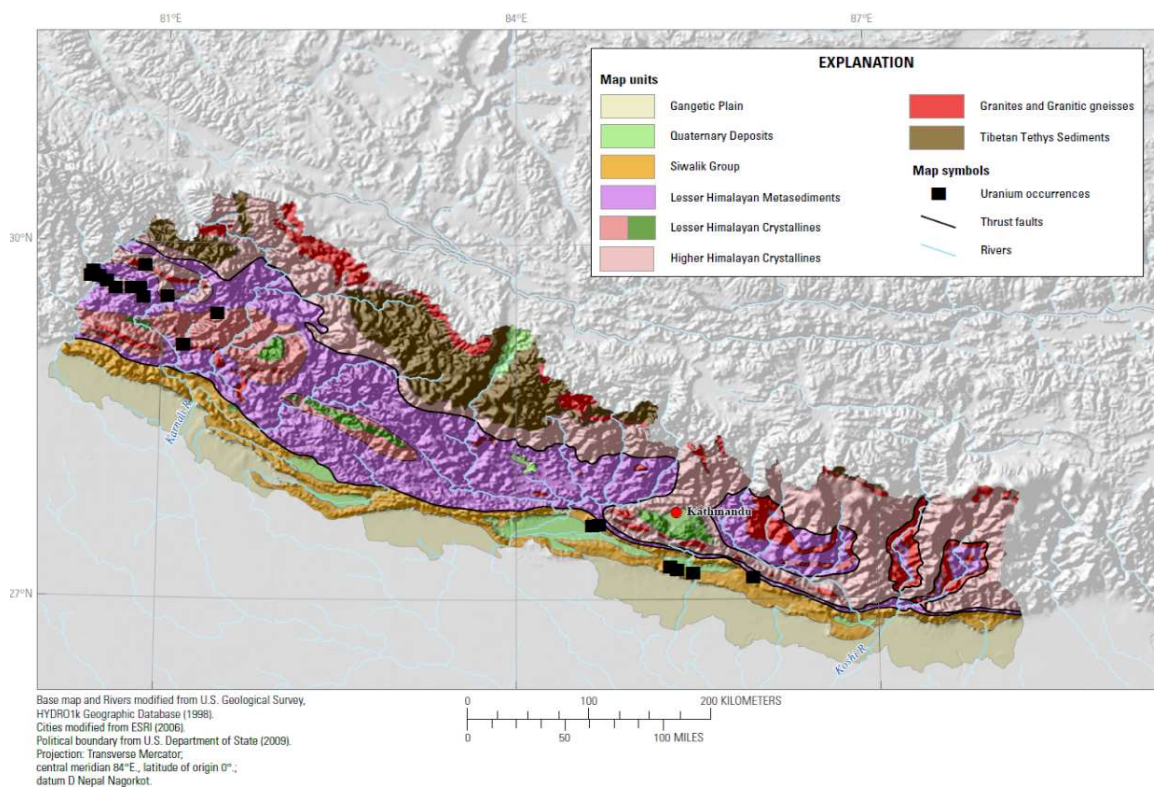 81°E
84°E
87°E
EXPLANATION
Map units
Gangetic Plain
Quaternary Deposits
Siwalik Group
Lesser Himalayan Metasediments
Lesser Himalayan Crystallines
Higher Himalayan Crystallines
Granites and Granitic gneisses
Tibetan Tethys Sediments
Map symbols
Uranium occurrences
Thrust faults
Rivers
30°N
Karnali R.
Kathmandu
27°N
Koshi R.
Base map and Rivers modified from U.S. Geological Survey,
HYDRO1k Geographic Database (1998).
Cities modified from ESRI (2006).
Political boundary from U.S. Department of State (2009).
Projection: Transverse Mercator;
central meridian 84°E., latitude of origin 0°.;
datum D Nepal Nagorkot.
0 100 200 KILOMETERS
0 50 100 MILES